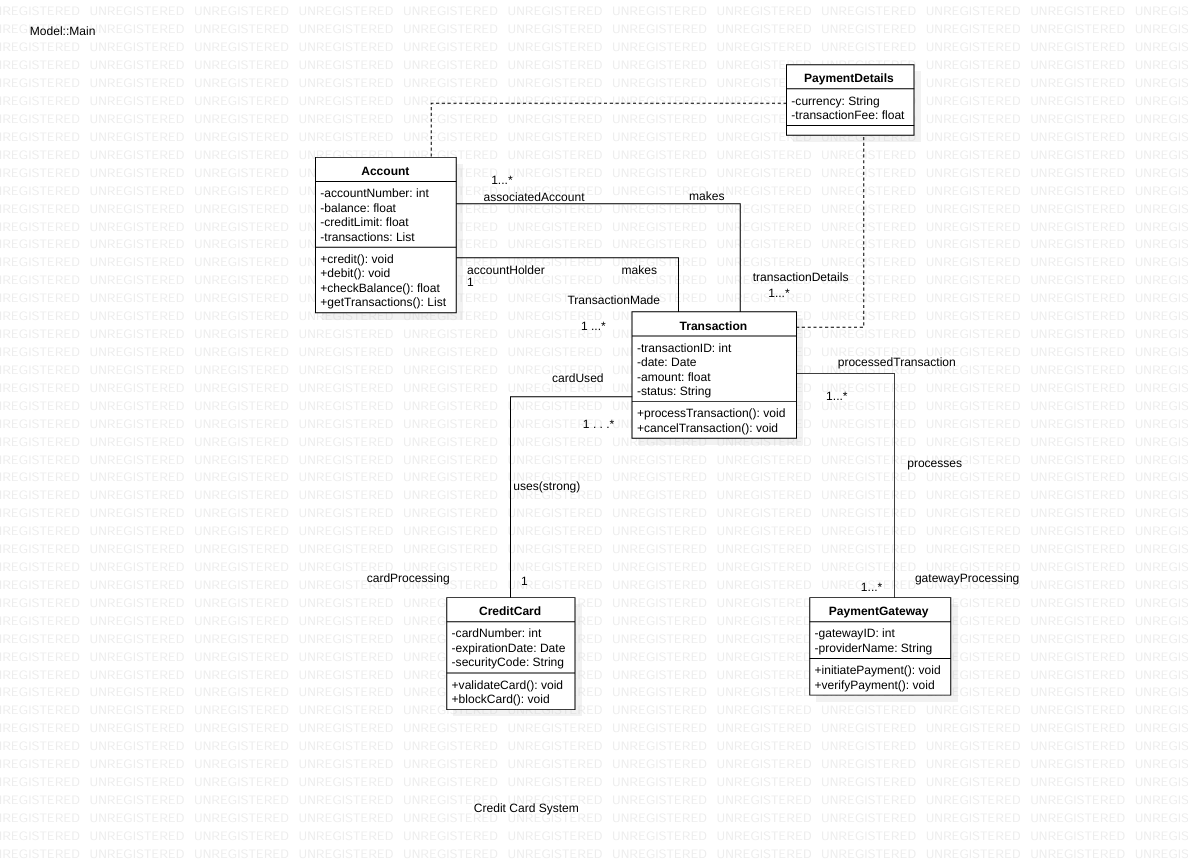 Model::Main
PaymentDetails
-currency: String
-transactionFee: float
Account
-accountNumber: int
-balance: float
-creditLimit: float
-transactions: List
+credit(): void
+debit(): void
+checkBalance(): float
+getTransactions(): List
1...*
associatedAccount
makes
accountHolder
1
makes
transactionDetails
1...*
TransactionMade
1 ...*
Transaction
-transactionID: int
-date: Date
-amount: float
-status: String
+processTransaction(): void
+cancelTransaction(): void
processedTransaction
1...*
cardUsed
1 . . .*
processes
uses(strong)
cardProcessing
1
gatewayProcessing
1...*
CreditCard
-cardNumber: int
-expirationDate: Date
-securityCode: String
+validateCard(): void
+blockCard(): void
PaymentGateway
-gatewayID: int
-providerName: String
+initiatePayment(): void
+verifyPayment(): void
Credit Card System
UNREGISTERED